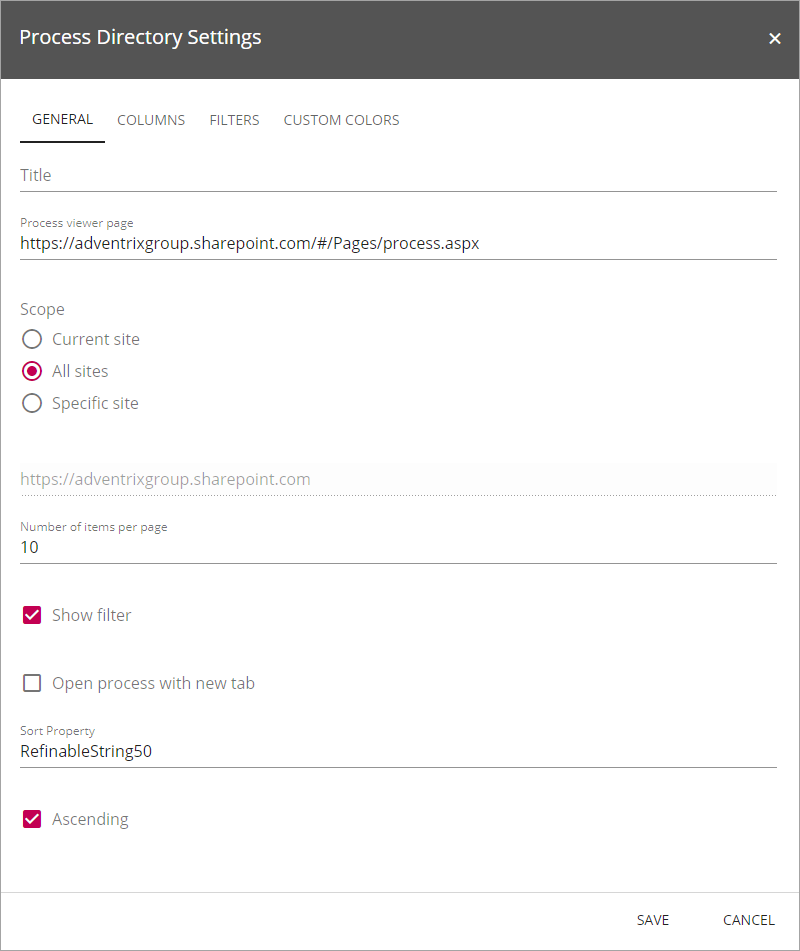 Process Directory Settings
GENERAL COLUMNS FILTERS CUSTOM COLORS
Title
Process viewer page
https://adventrixgroup.sharepoint.com/#/Pages/process.aspx
Scope
Current site
All sites
Specific site
https://adventrixgroup.sharepoint.com
Number of items per page
10
Show filter
Open process with new tab
Sort Property
RefinableString50
Ascending
SAVE CANCEL